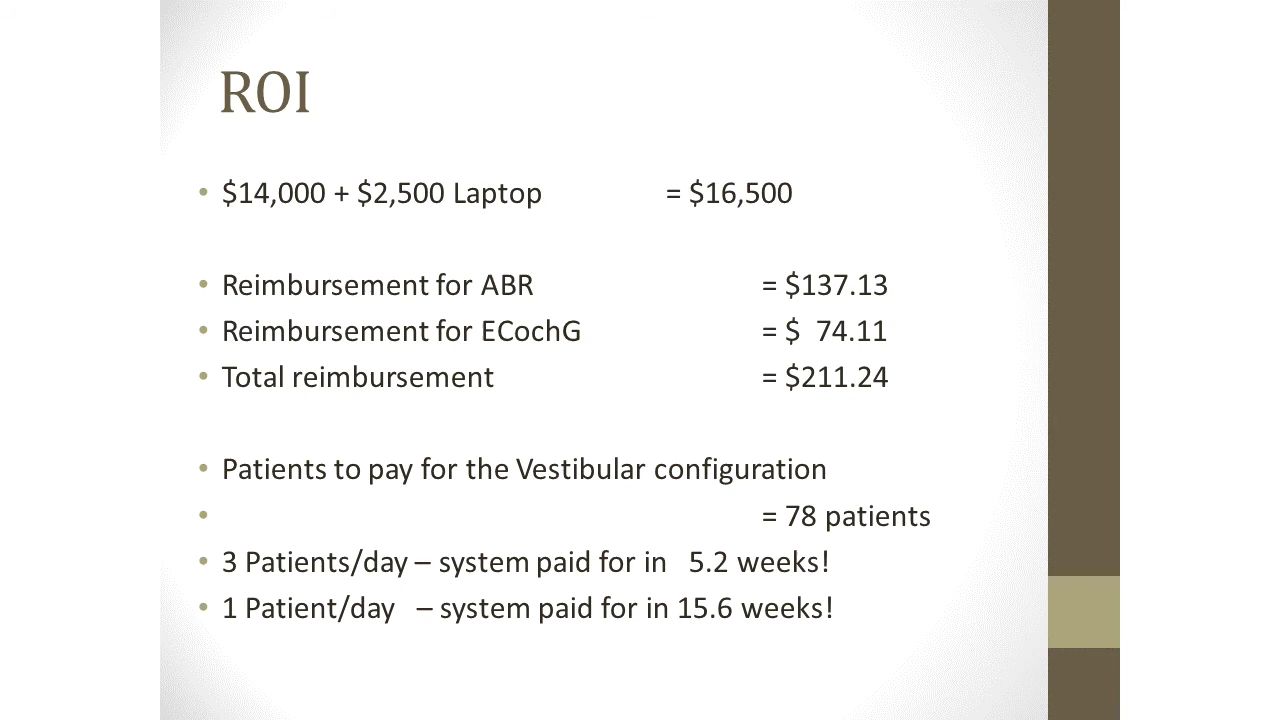 ROI
• $14,000 + $2,500 Laptop = $16,500
• Reimbursement for ABR = $137.13
• Reimbursement for ECochG = $ 74.11
• Total reimbursement = $211.24
• Patients to pay for the Vestibular configuration
• = 78 patients
• 3 Patients/day – system paid for in 5.2 weeks!
• 1 Patient/day – system paid for in 15.6 weeks!